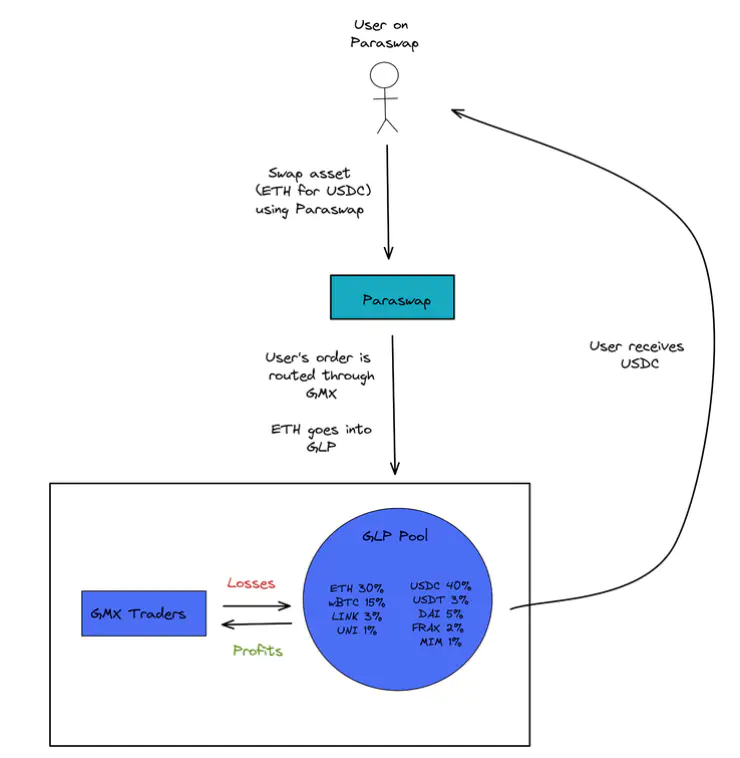 User on
Paraswap
Swap asset
(ETH for USDC)
using Paraswap
Paraswap
User's order is
routed through
GMX
ETH goes into
GLP
User receives
USDC
GLP Pool
ETH 30%
wBTC 15%
LINK 3%
UNI 1%
USDC 40%
USDT 3%
DAI 5%
FRAX 2%
MIM 1%
Losses
GMX Traders
Profits